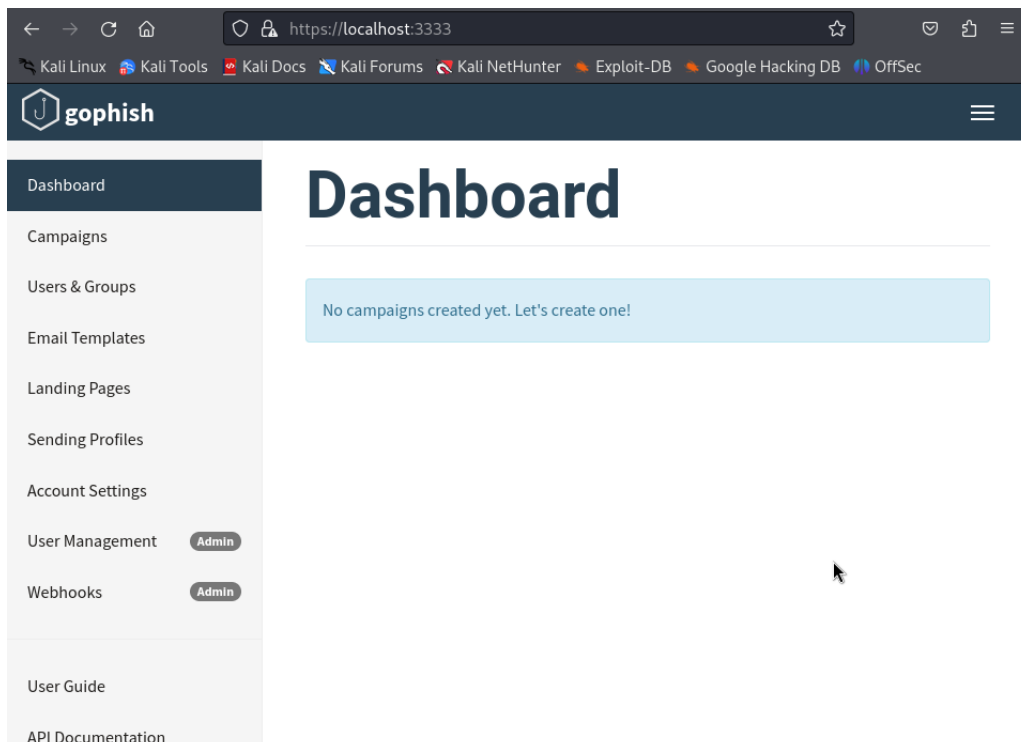 https://localhost:3333
Kali Linux Kali Tools Kali Docs Kali Forums Kali NetHunter Exploit-DB Google Hacking DB OffSec
gophish
Dashboard
Campaigns
Users & Groups
Email Templates
Landing Pages
Sending Profiles
Account Settings
User Management Admin
Webhooks Admin
User Guide
API Documentation
Dashboard
No campaigns created yet. Let's create one!